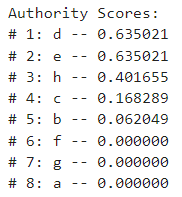 Authority Scores:
# 1: d -- 0.635021
# 2: e -- 0.635021
# 3: h -- 0.401655
# 4: c -- 0.168289
# 5: b -- 0.062049
# 6: f -- 0.000000
# 7: g -- 0.000000
# 8: a -- 0.000000